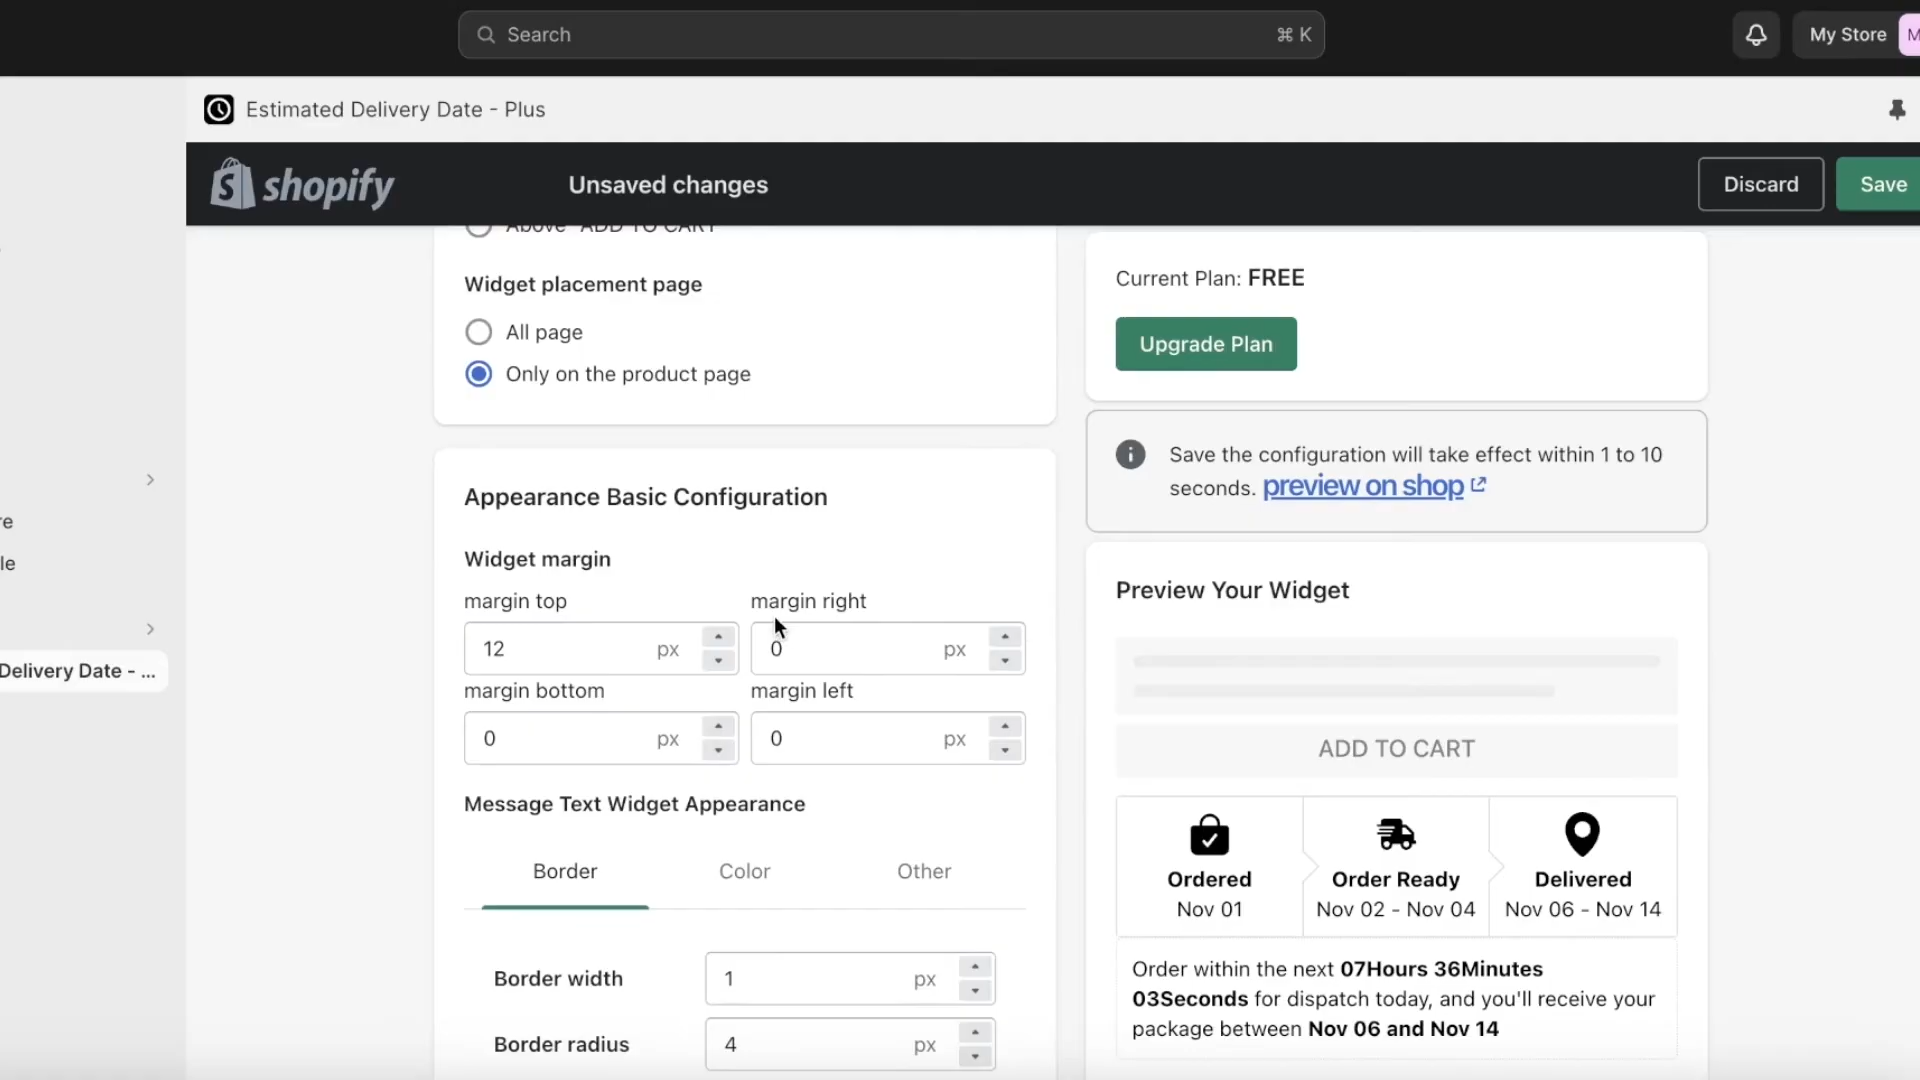 Search
⌘ K
My Store
M
Estimated Delivery Date - Plus
shopify
Unsaved changes
Discard
Save
Above "ADD TO CART"
Widget placement page
All page
Only on the product page
Current Plan: FREE
Upgrade Plan
Save the configuration will take effect within 1 to 10
seconds. preview on shop
re
le
Delivery Date - ...
Appearance Basic Configuration
Widget margin
margin top
margin right
12 px
0 px
margin bottom
margin left
0 px
0 px
Message Text Widget Appearance
Border
Color
Other
Border width
1 px
Border radius
4 px
Preview Your Widget
ADD TO CART
Ordered
Nov 01
Order Ready
Nov 02 - Nov 04
Delivered
Nov 06 - Nov 14
Order within the next 07Hours 36Minutes
03Seconds for dispatch today, and you'll receive your
package between Nov 06 and Nov 14